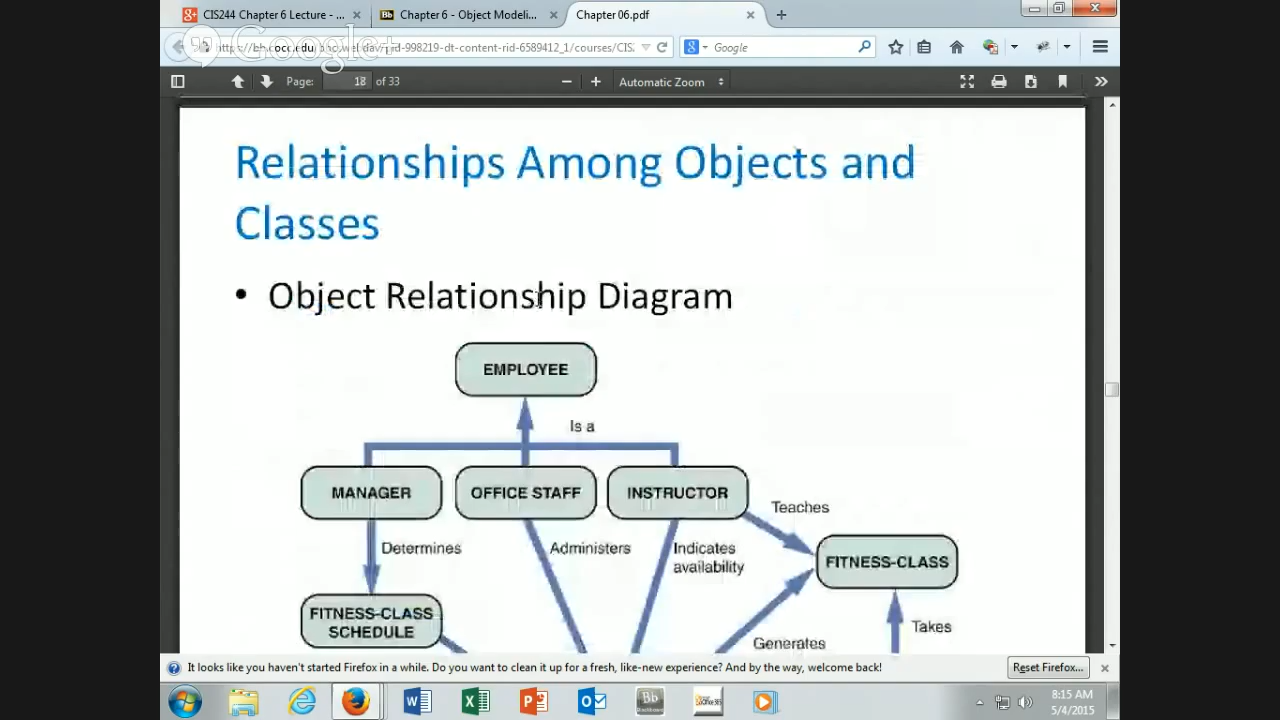 CIS244 Chapter 6 Lecture - ...
Chapter 6 - Object Modeli...
Chapter 06.pdf
Google+
Google
Page: 18 of 33
Automatic Zoom
Relationships Among Objects and
Classes
• Object Relationship Diagram
EMPLOYEE
Is a
MANAGER
OFFICE STAFF
INSTRUCTOR
Teaches
Determines
Administers
Indicates
availability
FITNESS-CLASS
FITNESS-CLASS
SCHEDULE
Takes
Generates
It looks like you haven't started Firefox in a while. Do you want to clean it up for a fresh, like-new experience? And by the way, welcome back!
Reset Firefox...
8:15 AM
5/4/2015